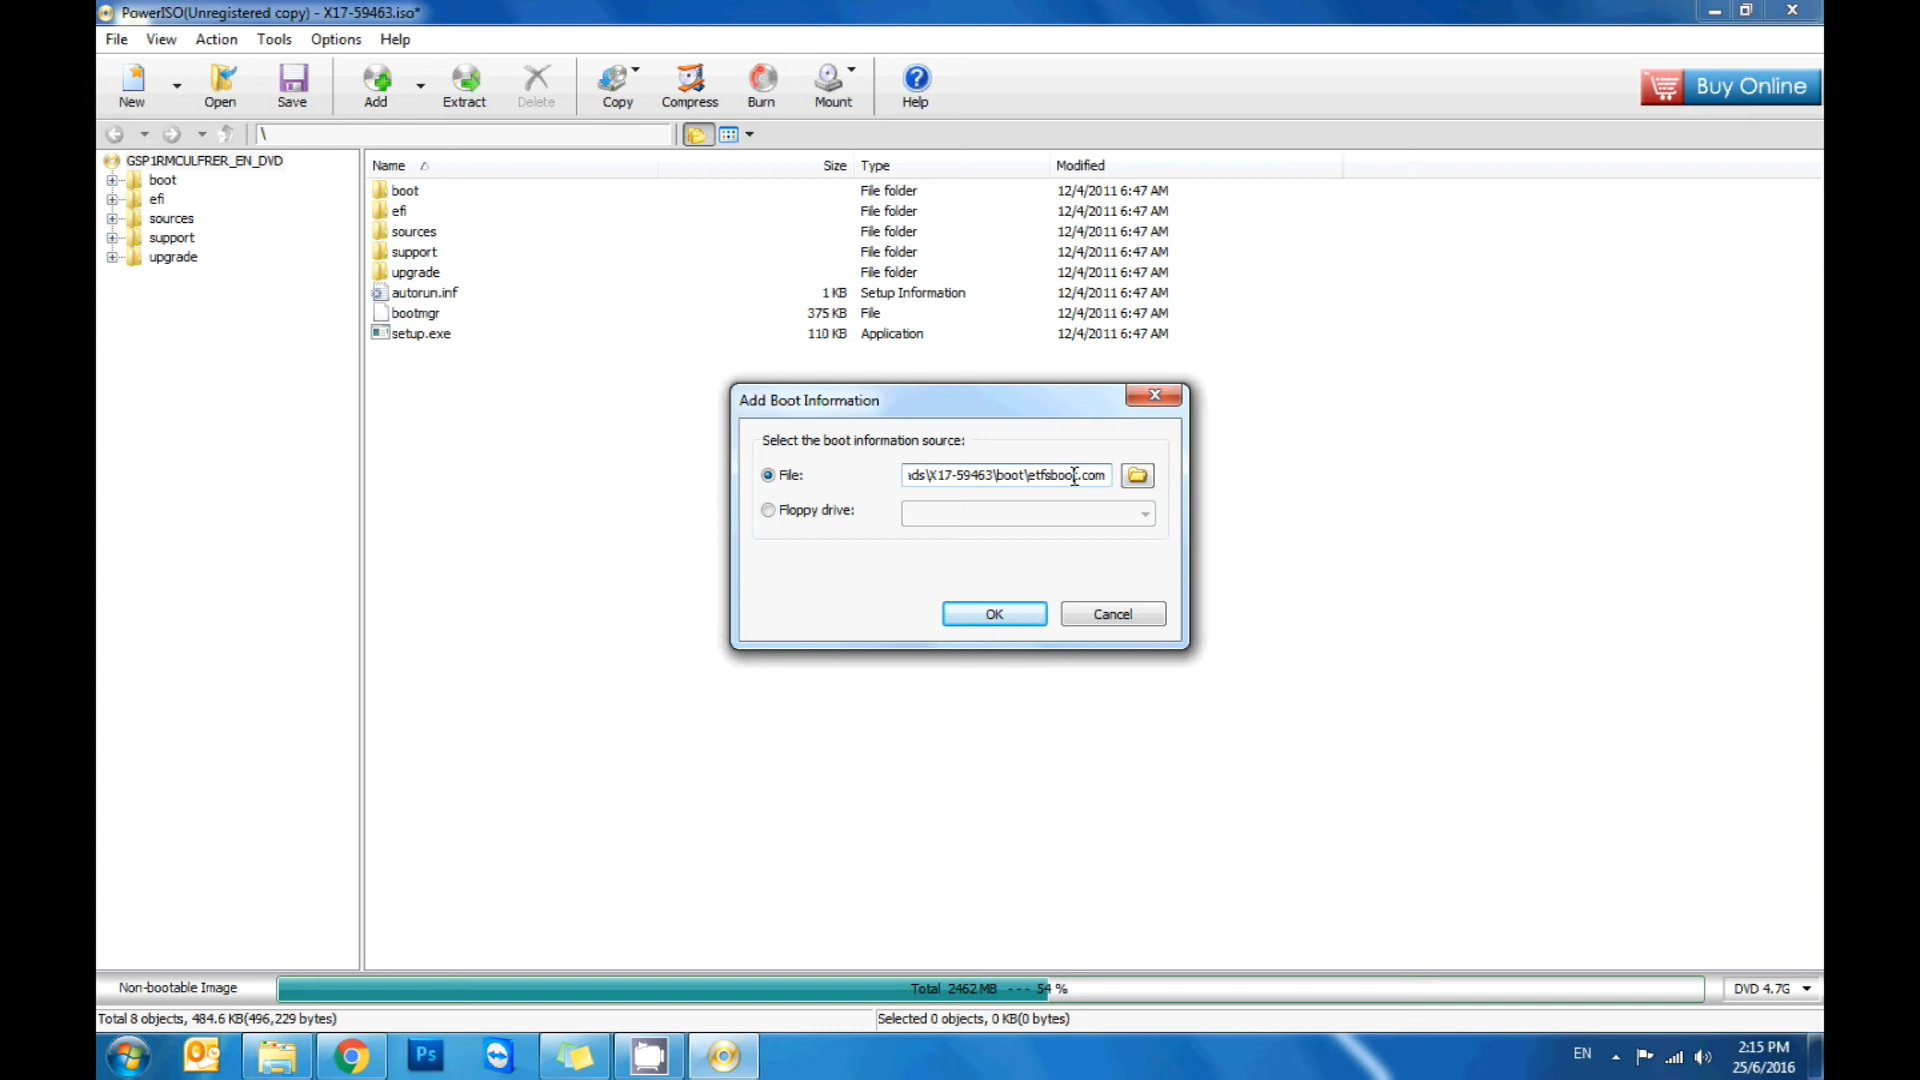 PowerISO(Unregistered copy) - X17-59463.iso*
File View Action Tools Options Help
New Open Save Add Extract Delete Copy Compress Burn Mount Help Buy Online
\
GSP1RMCULFRER_EN_DVD
boot
efi
sources
support
upgrade
Name Size Type Modified
boot File folder 12/4/2011 6:47 AM
efi File folder 12/4/2011 6:47 AM
sources File folder 12/4/2011 6:47 AM
support File folder 12/4/2011 6:47 AM
upgrade File folder 12/4/2011 6:47 AM
autorun.inf 1 KB Setup Information 12/4/2011 6:47 AM
bootmgr 375 KB File 12/4/2011 6:47 AM
setup.exe 110 KB Application 12/4/2011 6:47 AM
Add Boot Information
Select the boot information source:
File: ads\X17-59463\boot\etfsboot.com
Floppy drive:
OK Cancel
Non-bootable Image Total 2462 MB --- 54 % DVD 4.7G
Total 8 objects, 484.6 KB(496,229 bytes) Selected 0 objects, 0 KB(0 bytes)
Ps EN 2:15 PM
25/6/2016